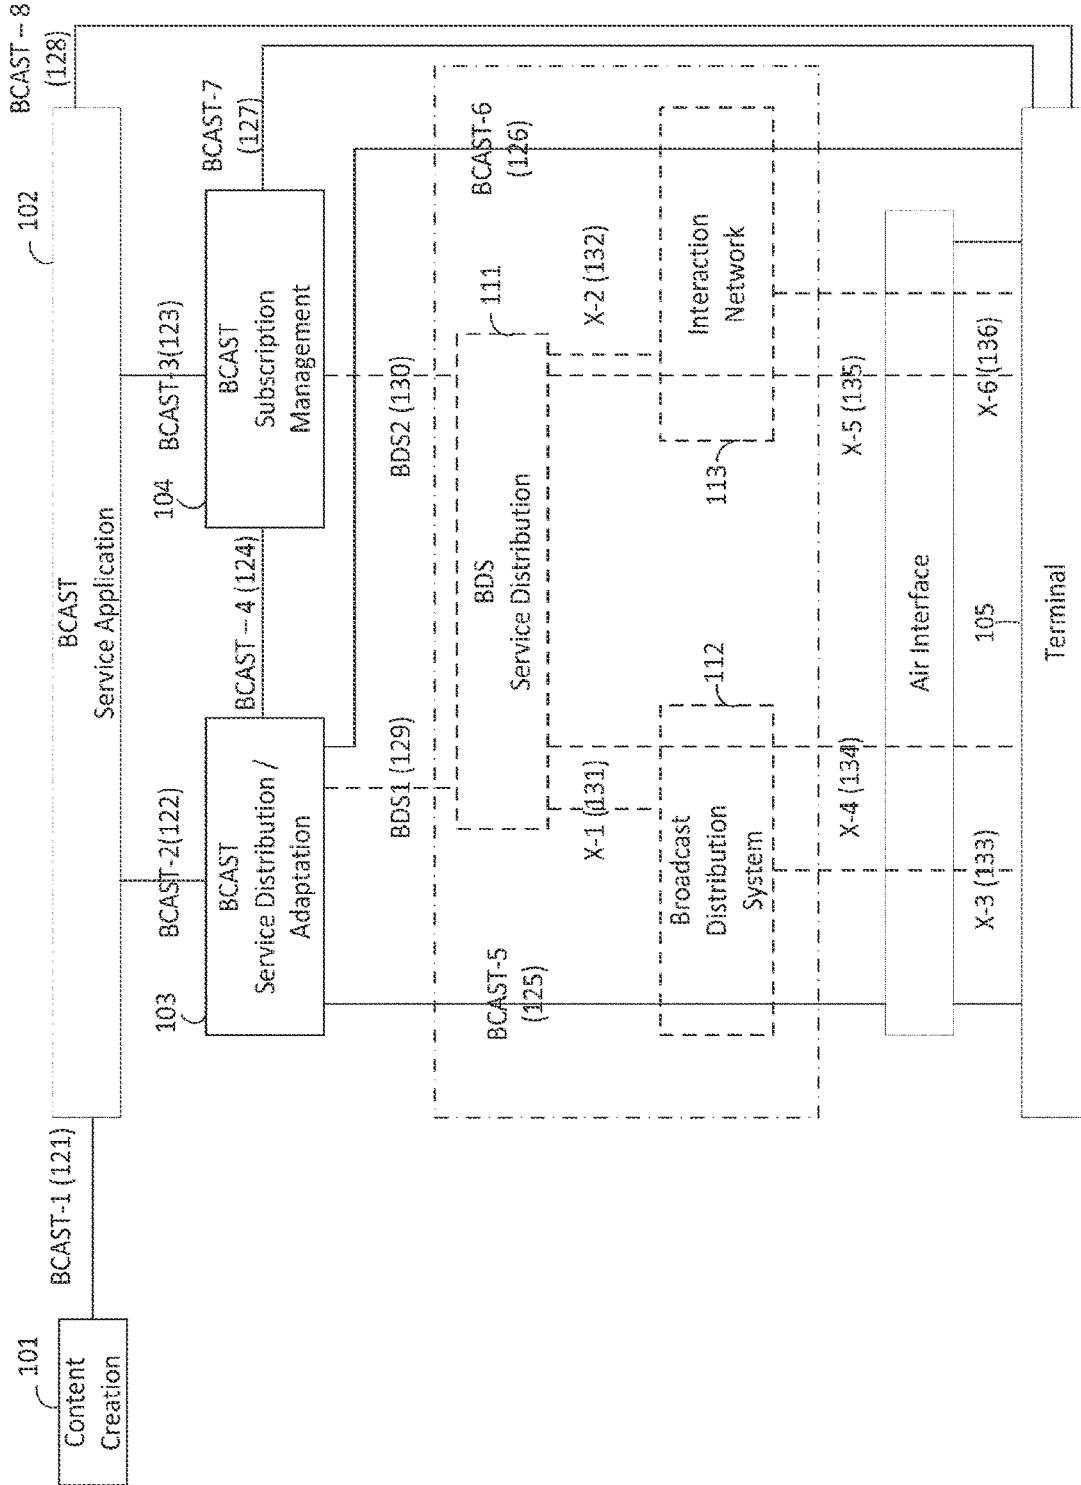 101
Content
Creation
BCAST-1 (121)
BCAST
Service Application
102
BCAST – 8
(128)
BCAST-2(122)
BCAST-3(123)
BCAST-7
(127)
103
BCAST
Service Distribution /
Adaptation
BCAST – 4 (124)
104
BCAST
Subscription
Management
BDS1 (129)
BDS2 (130)
BCAST-5
(125)
BCAST-6
(126)
111
BDS
Service Distribution
X-1 (131)
X-2 (132)
112
Broadcast
Distribution
System
113
Interaction
Network
X-4 (134)
X-5 (135)
Air Interface
X-3 (133)
105
X-6 (136)
Terminal